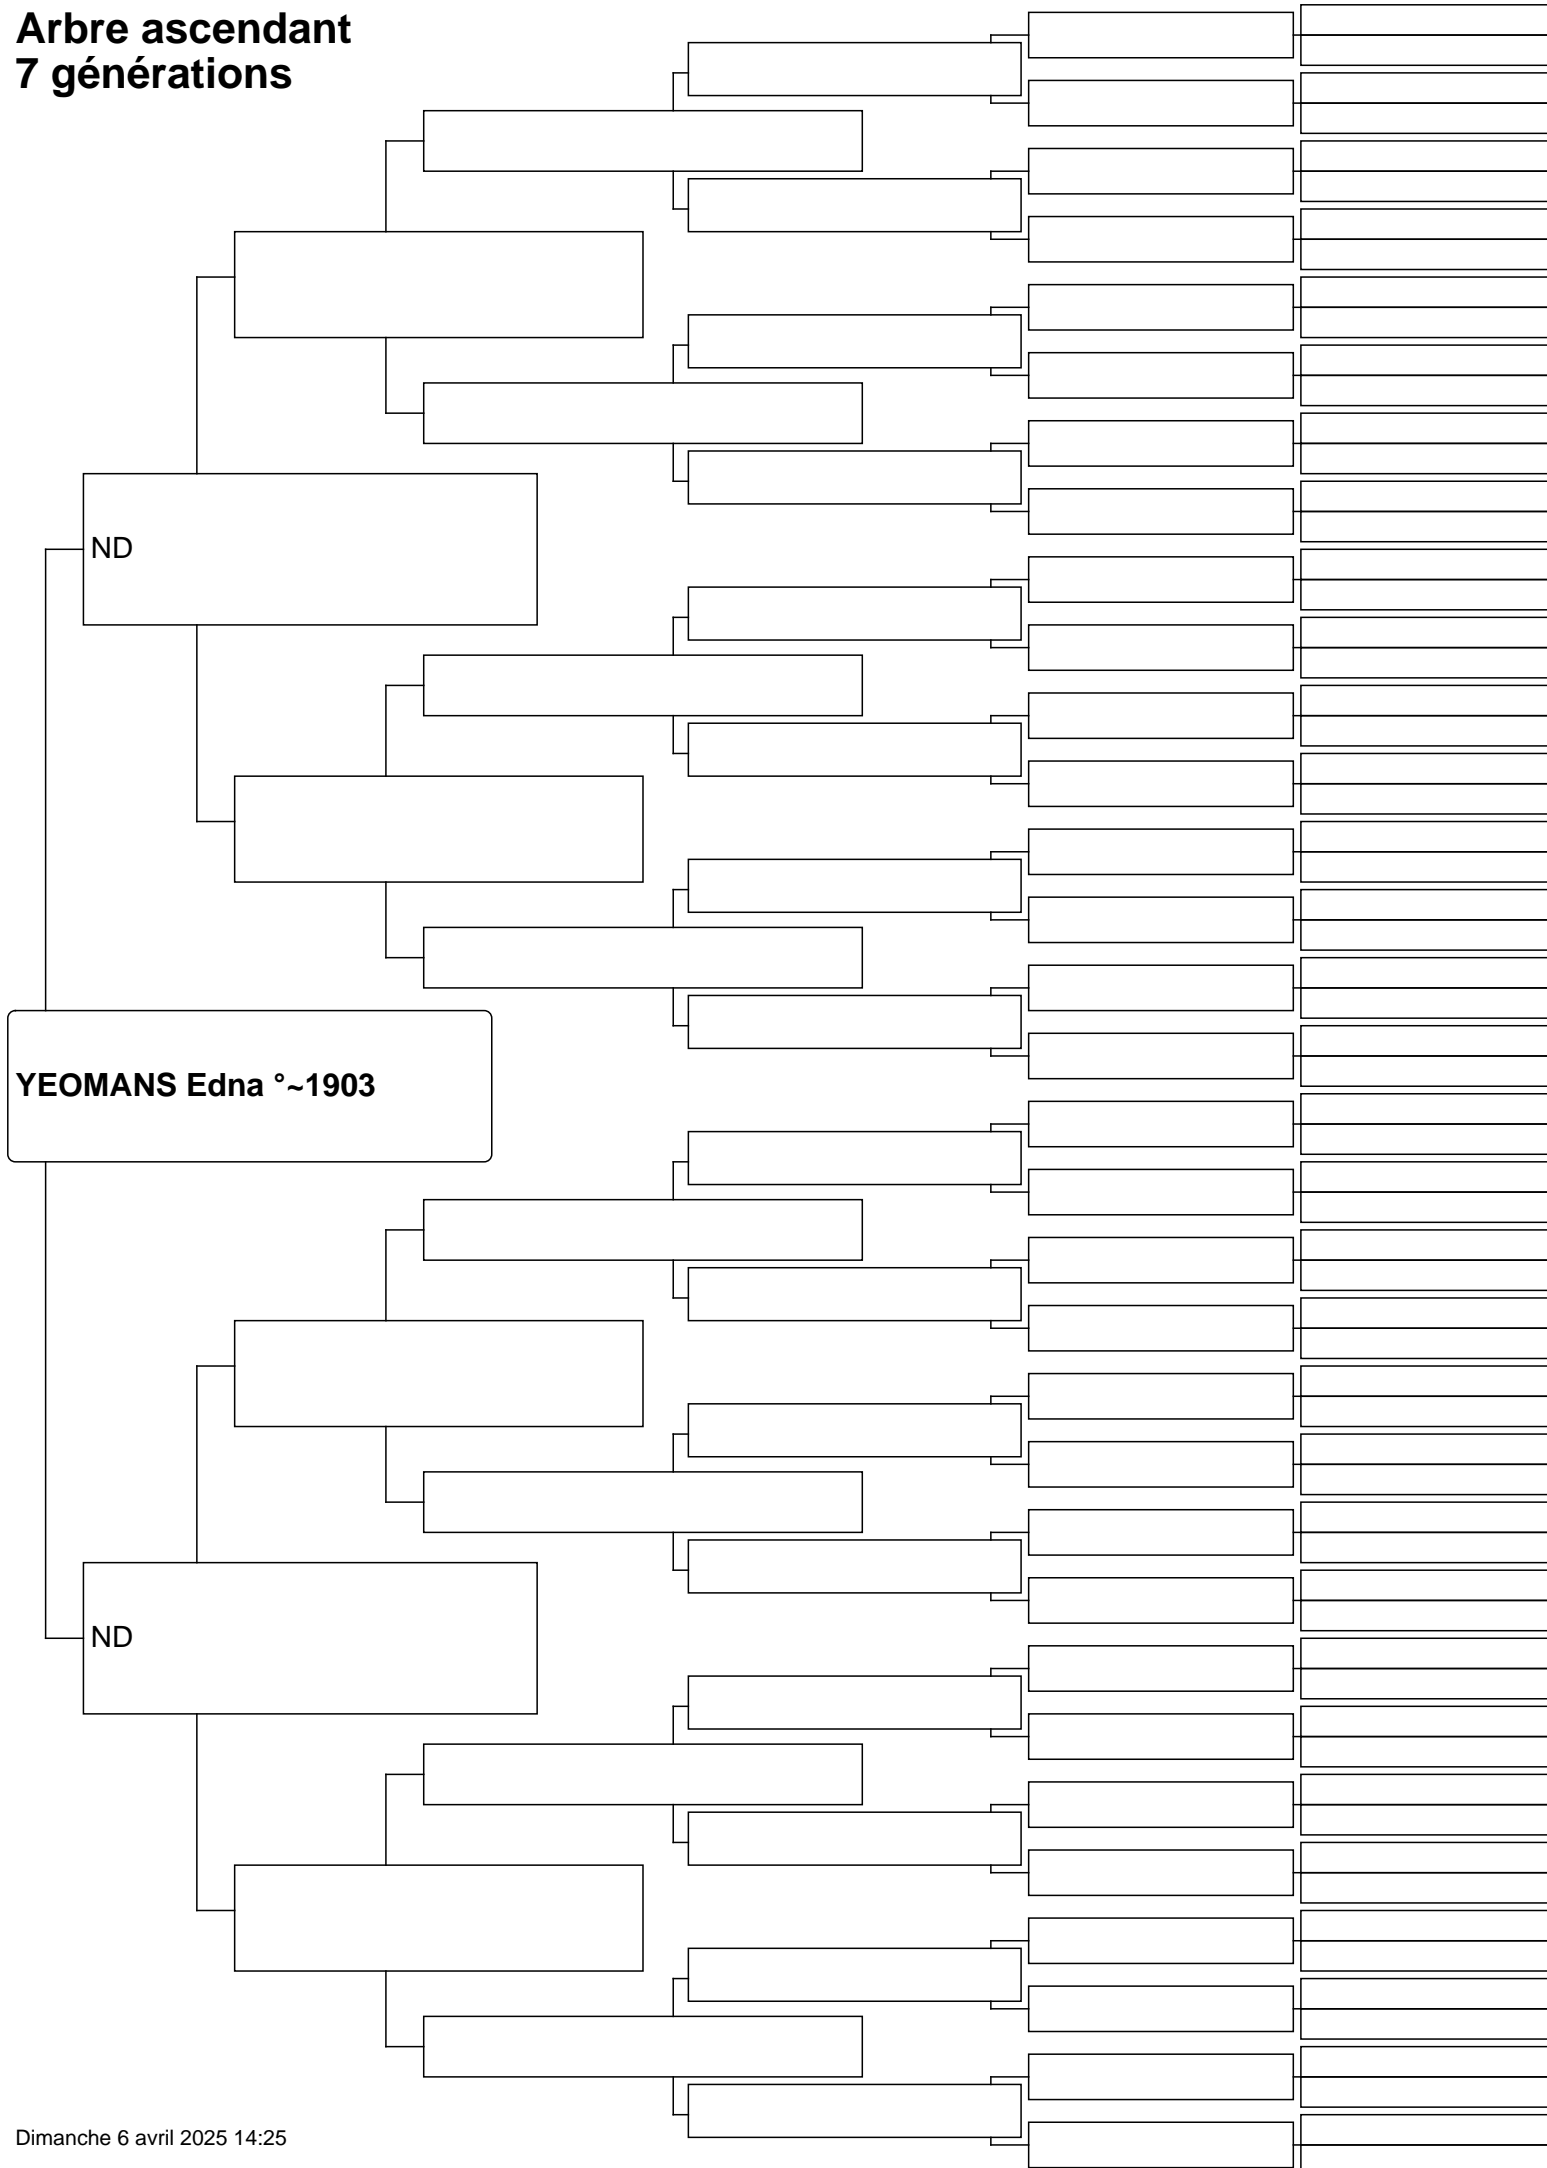 Arbre ascendant
7 générations
ND
YEOMANS Edna °~1903
ND
Dimanche 6 avril 2025 14:25